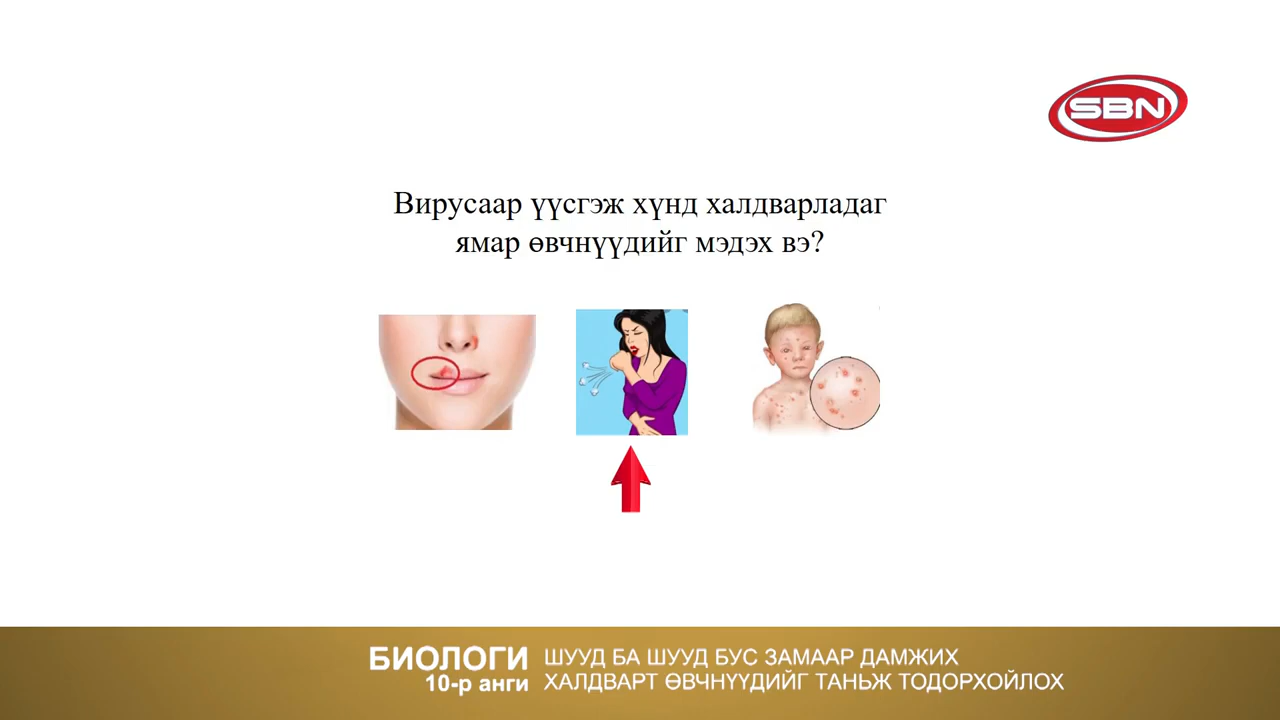 SBN
Вирусаар үүсгэж хүнд халдварладаг
ямар өвчнүүдийг мэдэх вэ?
БИОЛОГИ
10-р анги
ШУУД БА ШУУД БУС ЗАМААР ДАМЖИХ
ХАЛДВАРТ ӨВЧНҮҮДИЙГ ТАНЬЖ ТОДОРХОЙЛОХ